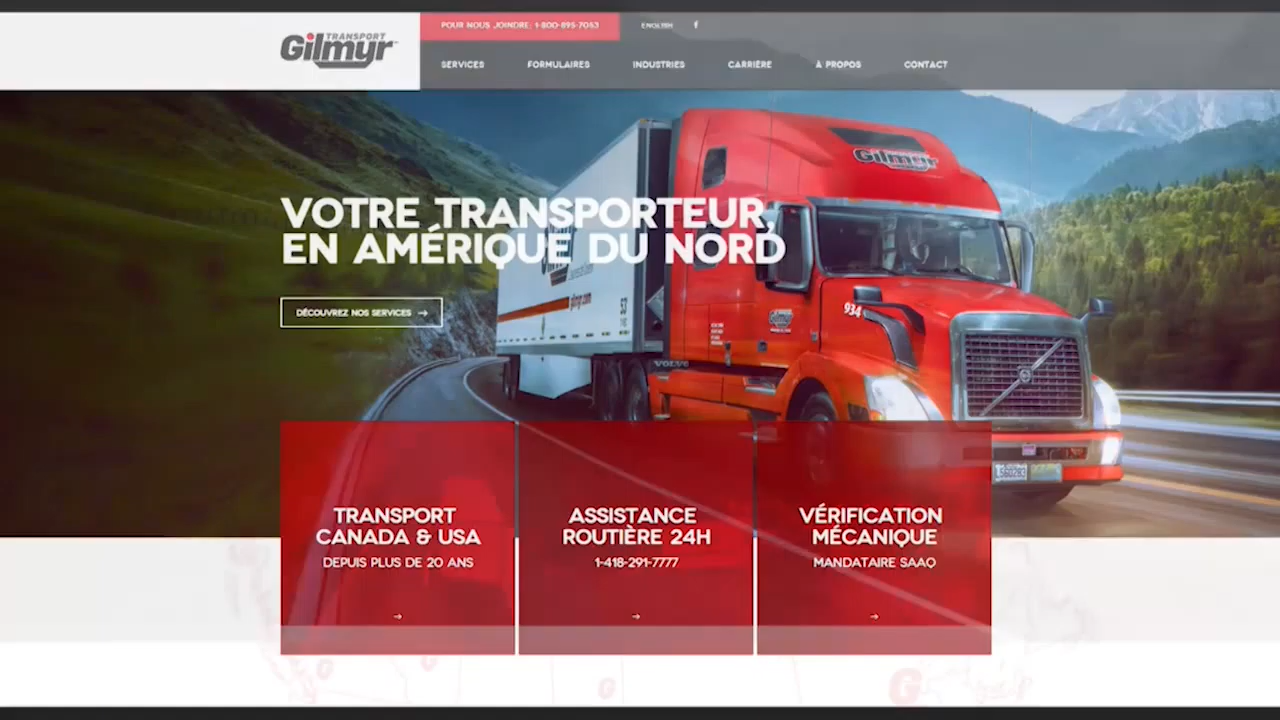 TRANSPORT
Gilmyr
POUR NOUS JOINDRE: 1-800-895-7053
ENGLISH
f
SERVICES
FORMULAIRES
INDUSTRIES
CARRIÈRE
À PROPOS
CONTACT
Gilmyr
VOTRE TRANSPORTEUR,
EN AMÉRIQUE DU NORD
DÉCOUVREZ NOS SERVICES →
53
934
VOLVO
TRANSPORT
CANADA & USA
DEPUIS PLUS DE 20 ANS
→
ASSISTANCE
ROUTIÈRE 24H
1-418-291-7777
→
VÉRIFICATION
MÉCANIQUE
MANDATAIRE SAAQ
→
G
G
G